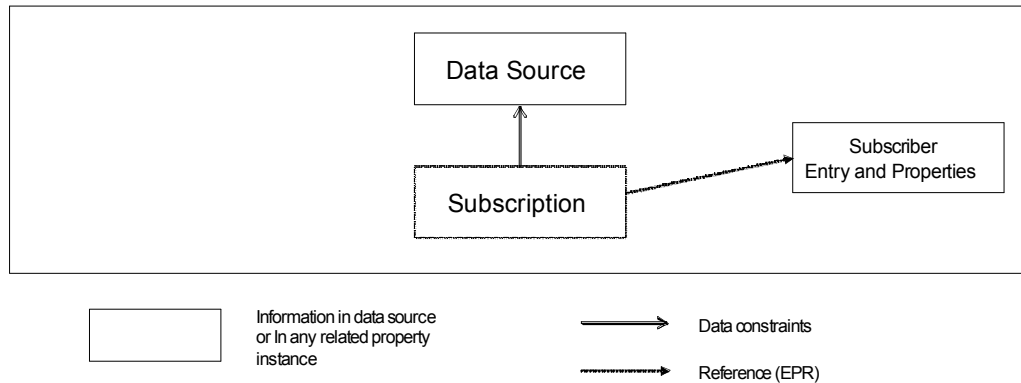 Data Source
Subscription
Subscriber
Entry and Properties
Information in data source
or In any related property
instance
Data constraints
Reference (EPR)